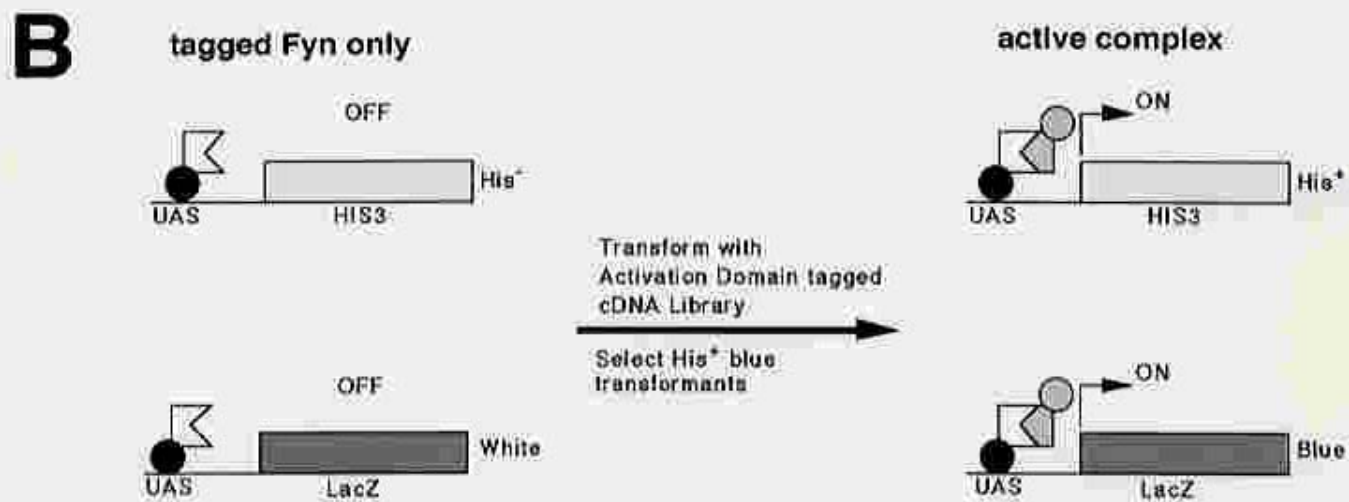 B
tagged Fyn only
active complex
OFF
ON
His⁻
His⁺
UAS
HIS3
UAS
HIS3
Transform with
Activation Domain tagged
cDNA Library
Select His⁺ blue
transformants
OFF
ON
White
Blue
UAS
LacZ
UAS
LacZ